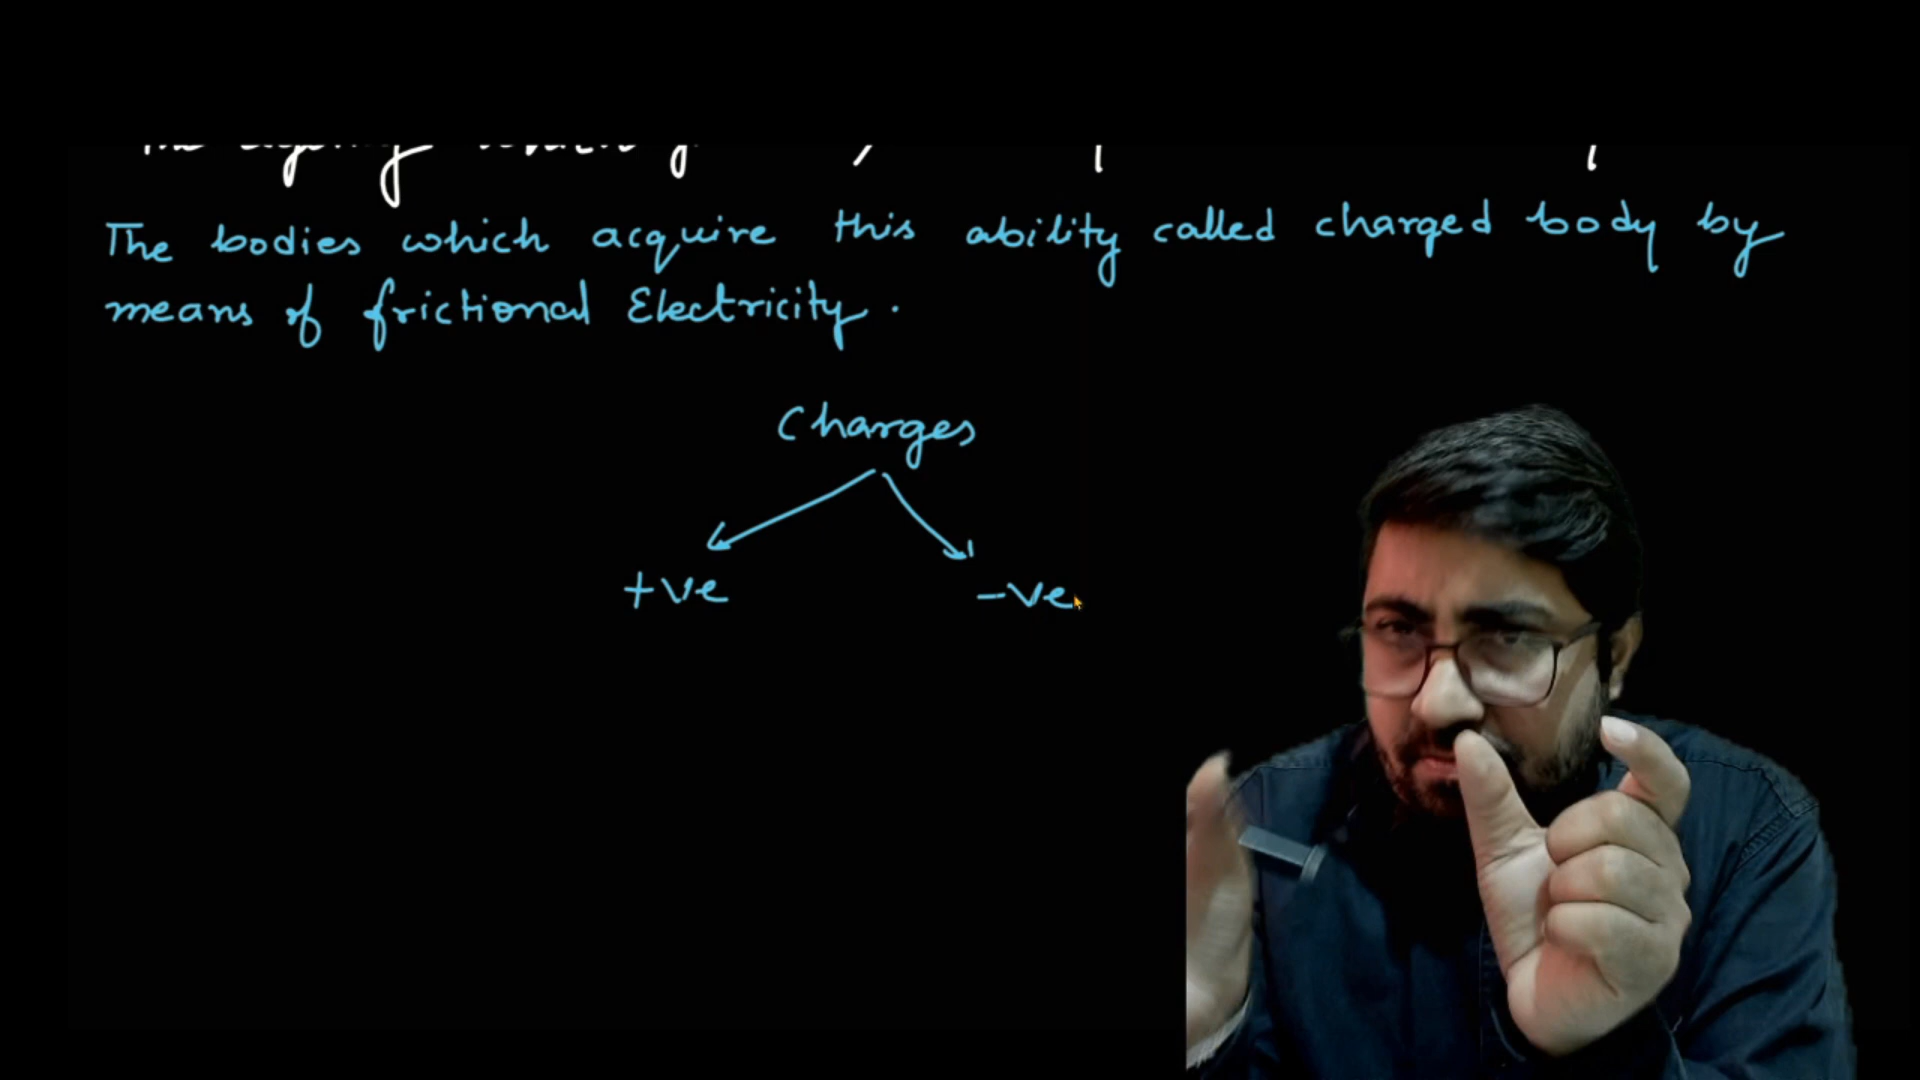 The bodies which acquire this ability called charged body by
means of frictional Electricity.
Charges
+ve
-ve